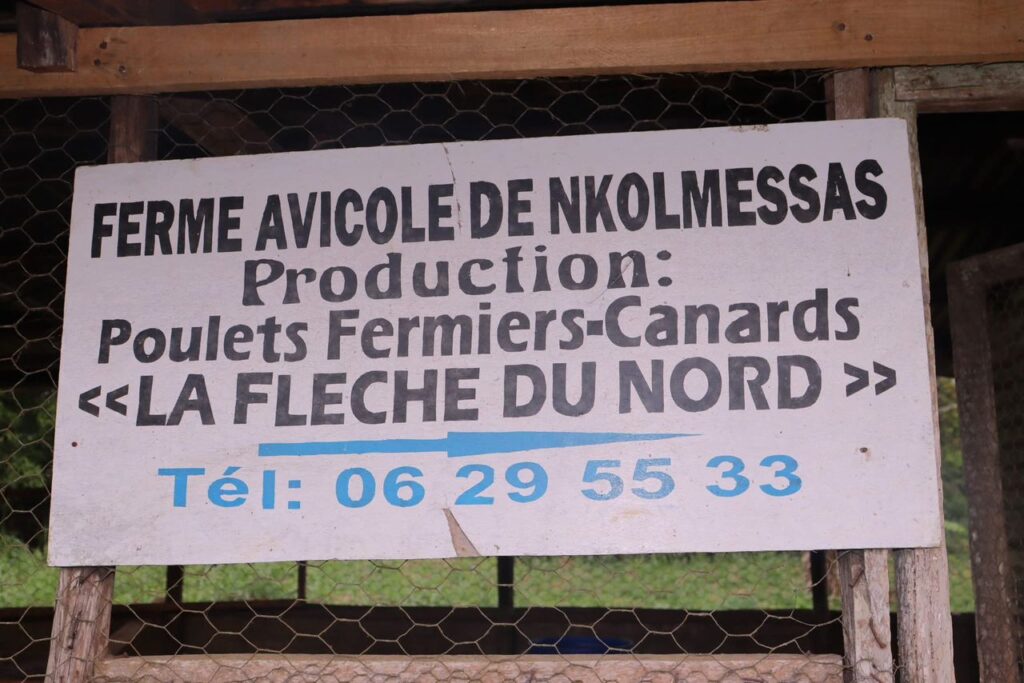 FERME AVICOLE DE NKOLMESSAS
Production:
Poulets Fermiers-Canards
<<LA FLECHE DU NORD >>
Tél: 06 29 55 33